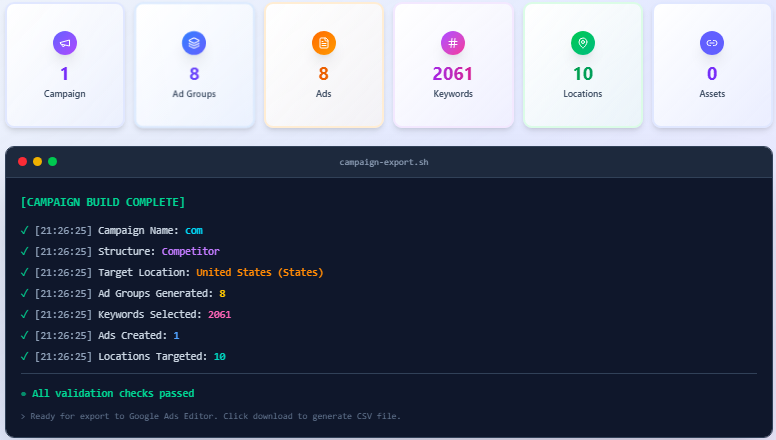 1 8 8 2061 10 0
Campaign Ad Groups Ads Keywords Locations Assets
campaign-export.sh
[CAMPAIGN BUILD COMPLETE]
✓ [21:26:25] Campaign Name: com
✓ [21:26:25] Structure: Competitor
✓ [21:26:25] Target Location: United States (States)
✓ [21:26:25] Ad Groups Generated: 8
✓ [21:26:25] Keywords Selected: 2061
✓ [21:26:25] Ads Created: 1
✓ [21:26:25] Locations Targeted: 10
● All validation checks passed
> Ready for export to Google Ads Editor. Click download to generate CSV file.